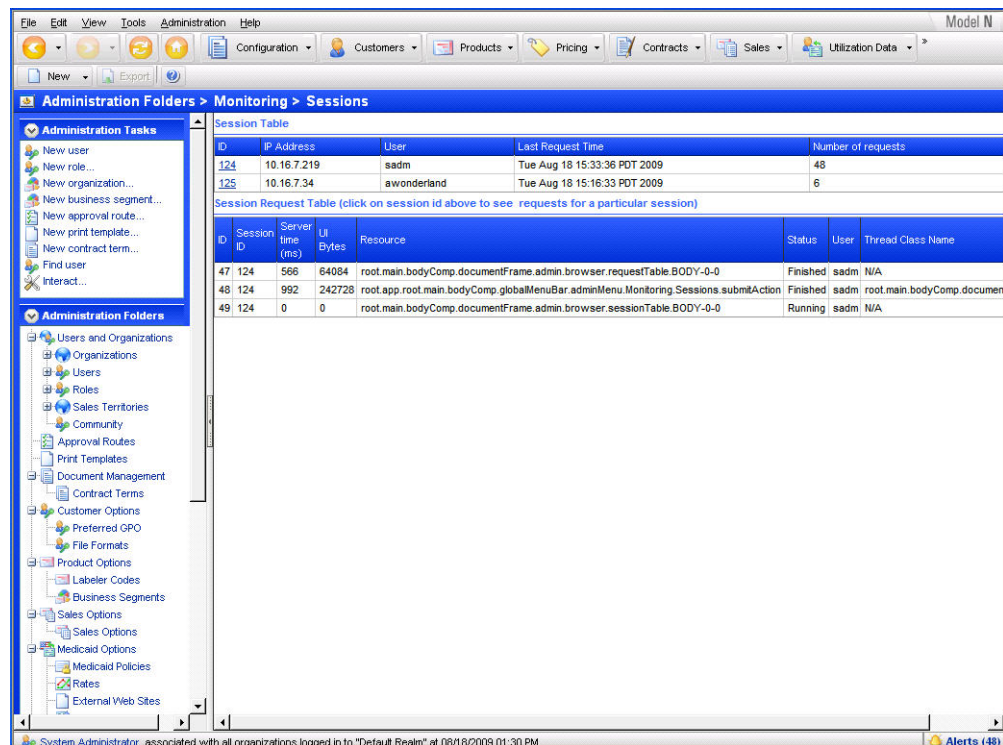 File Edit View Tools Administration Help Model N
Configuration Customers Products Pricing Contracts Sales Utilization Data »
New Export
Administration Folders > Monitoring > Sessions
Administration Tasks
New user
New role...
New organization...
New business segment...
New approval route...
New print template...
New contract term...
Find user
Interact...
Administration Folders
Users and Organizations
Organizations
Users
Roles
Sales Territories
Community
Approval Routes
Print Templates
Document Management
Contract Terms
Customer Options
Preferred GPO
File Formats
Product Options
Labeler Codes
Business Segments
Sales Options
Sales Options
Medicaid Options
Medicaid Policies
Rates
External Web Sites
Session Table
ID IP Address User Last Request Time Number of requests
124 10.16.7.219 sadm Tue Aug 18 15:33:36 PDT 2009 48
125 10.16.7.34 awonderland Tue Aug 18 15:16:33 PDT 2009 6
Session Request Table (click on session id above to see requests for a particular session)
ID Session ID Server time (ms) UI Bytes Resource Status User Thread Class Name
47 124 566 64084 root.main.bodyComp.documentFrame.admin.browser.requestTable.BODY-0-0 Finished sadm N/A
48 124 992 242728 root.app.root.main.bodyComp.globalMenuBar.adminMenu.Monitoring.Sessions.submitAction Finished sadm root.main.bodyComp.documen
49 124 0 0 root.main.bodyComp.documentFrame.admin.browser.sessionTable.BODY-0-0 Running sadm N/A
System Administrator, associated with all organizations logged in to "Default Realm" at 08/18/2009 01:30 PM Alerts (48)